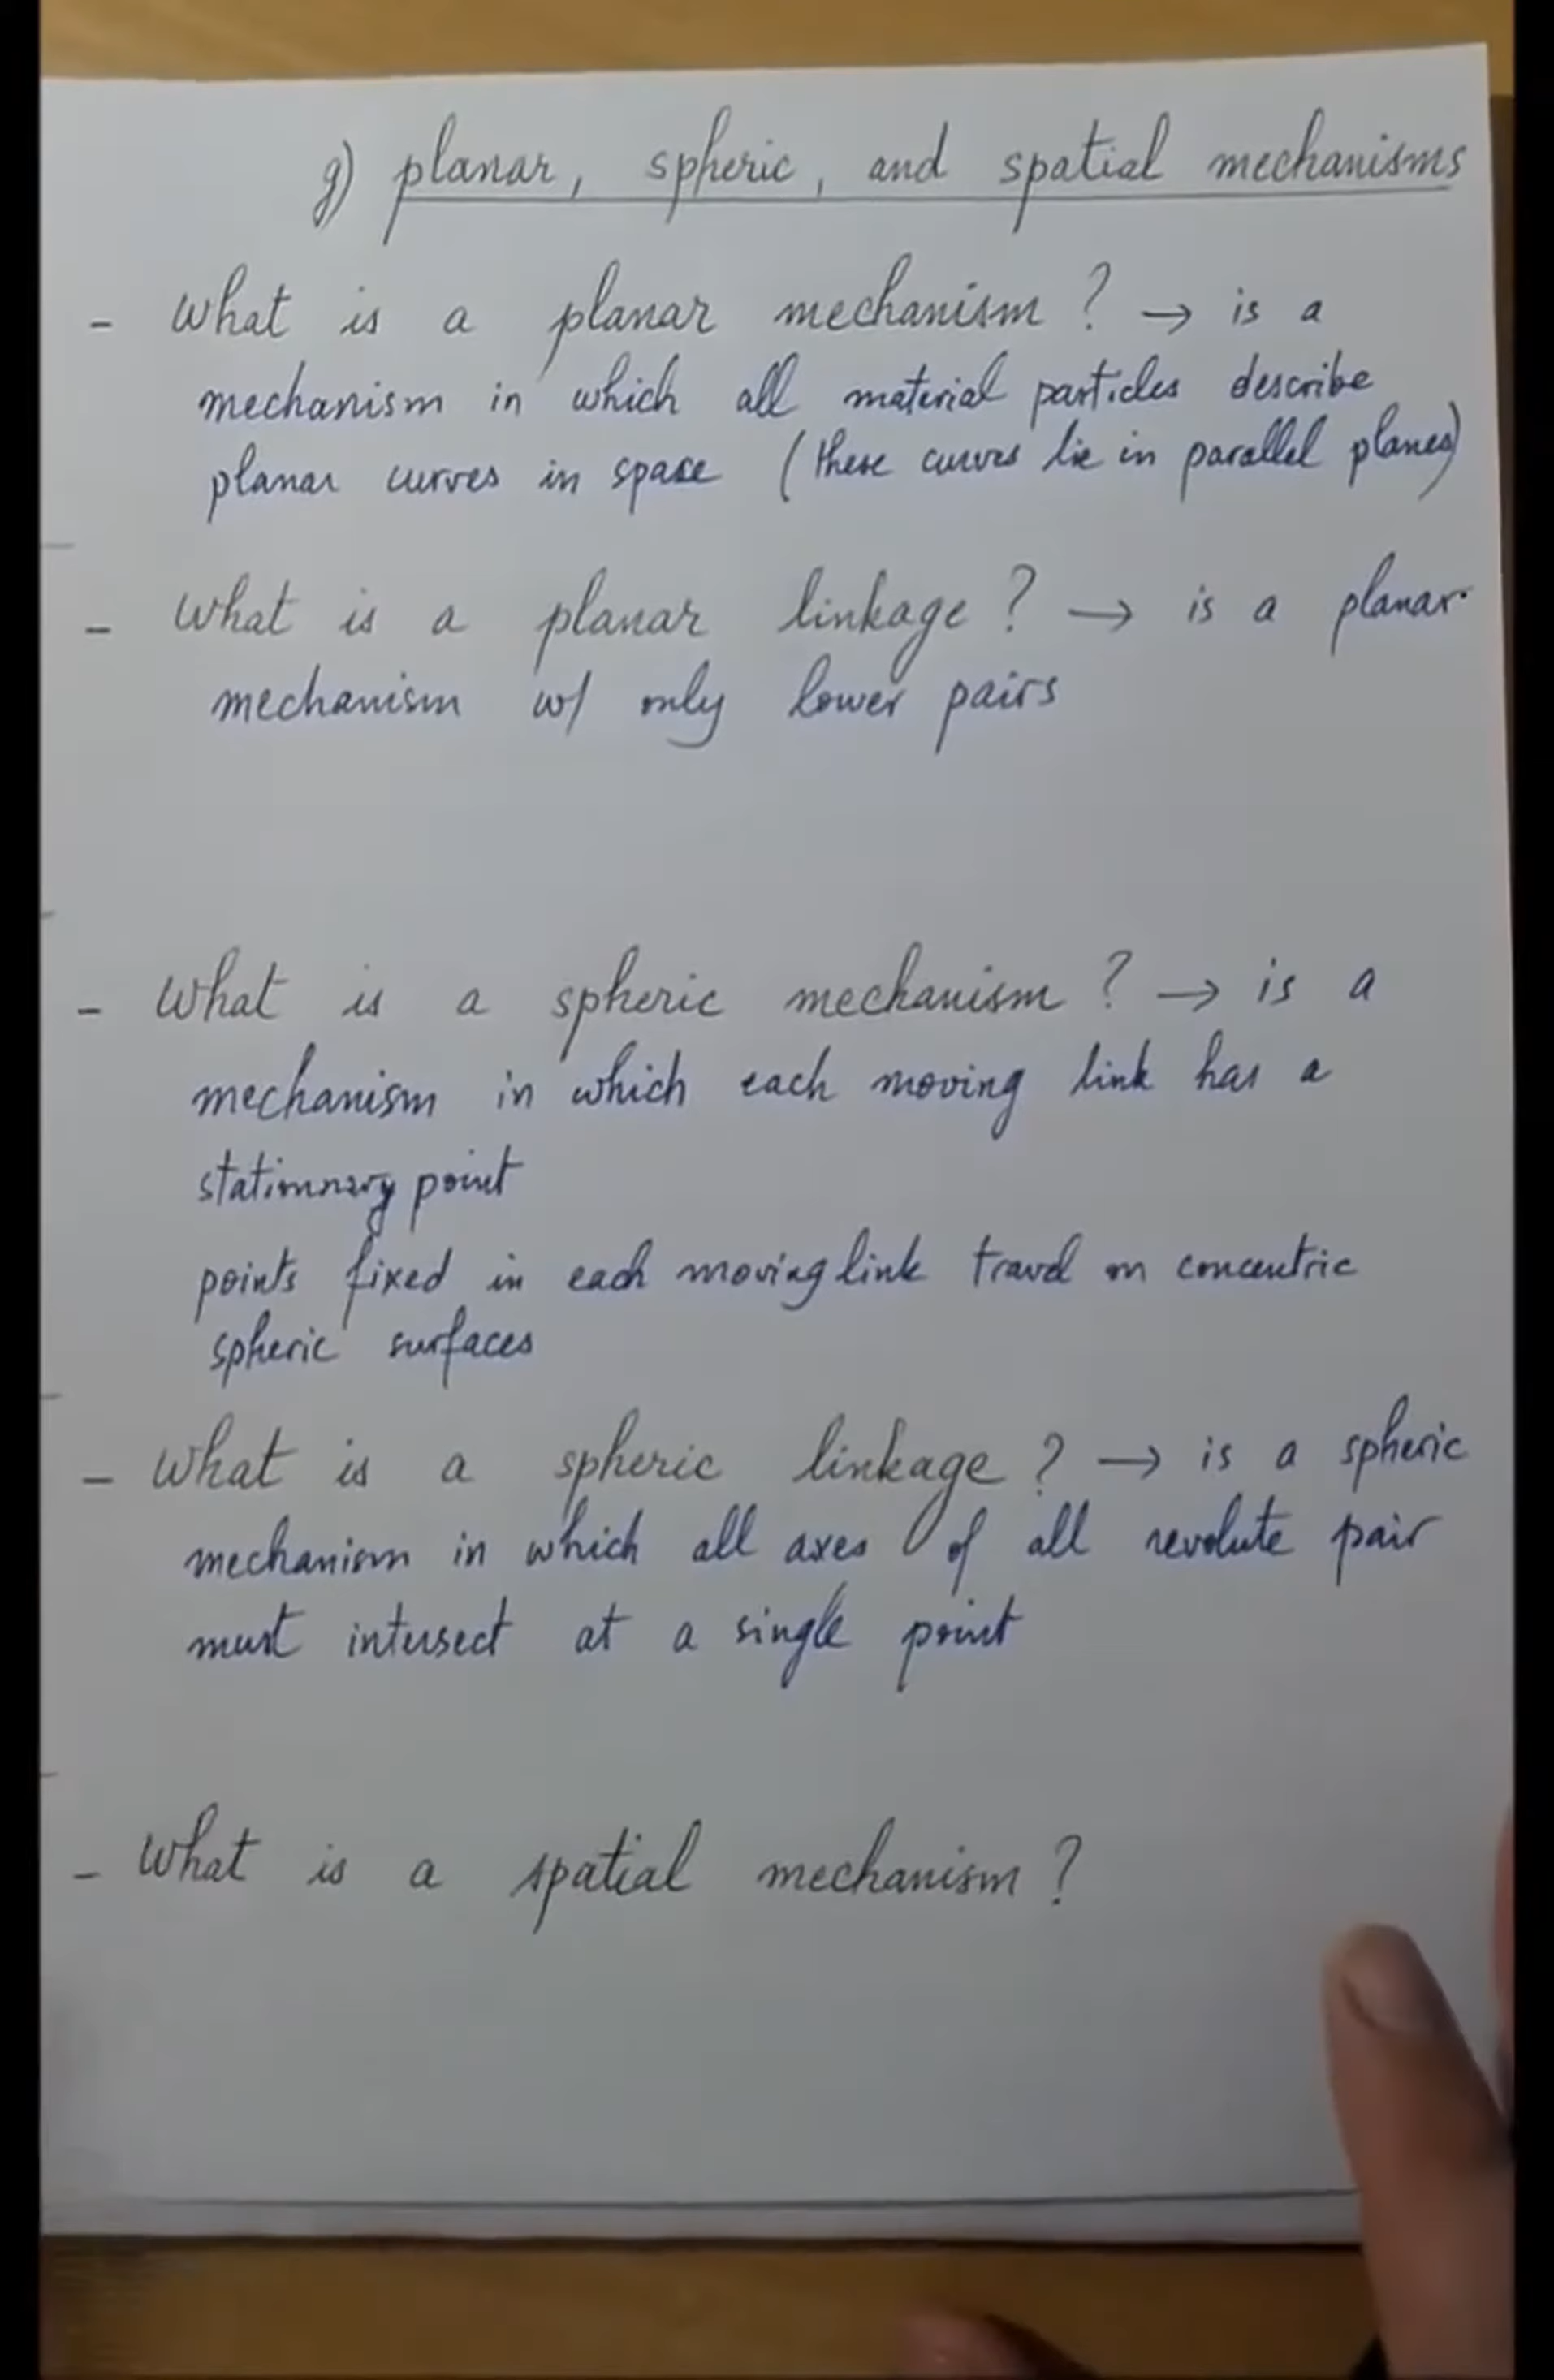 g) planar, spheric, and spatial mechanisms
- What is a planar mechanism? → is a
mechanism in which all material particles describe
planar curves in space (these curves lie in parallel planes)
- What is a planar linkage? → is a planar
mechanism w/ only lower pairs
- What is a spheric mechanism? → is a
mechanism in which each moving link has a
stationnary point
points fixed in each moving link travel on concentric
spheric surfaces
- What is a spheric linkage? → is a spheric
mechanism in which all axes of all revolute pair
must intersect at a single point
- What is a spatial mechanism?